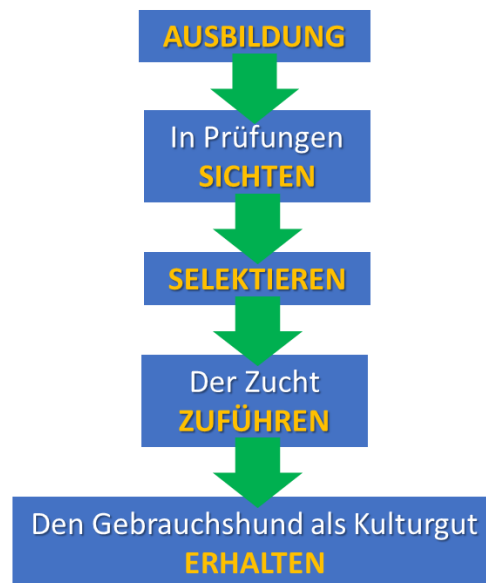 AUSBILDUNG
In Prüfungen
SICHTEN
SELEKTIEREN
Der Zucht
ZUFÜHREN
Den Gebrauchshund als Kulturgut
ERHALTEN